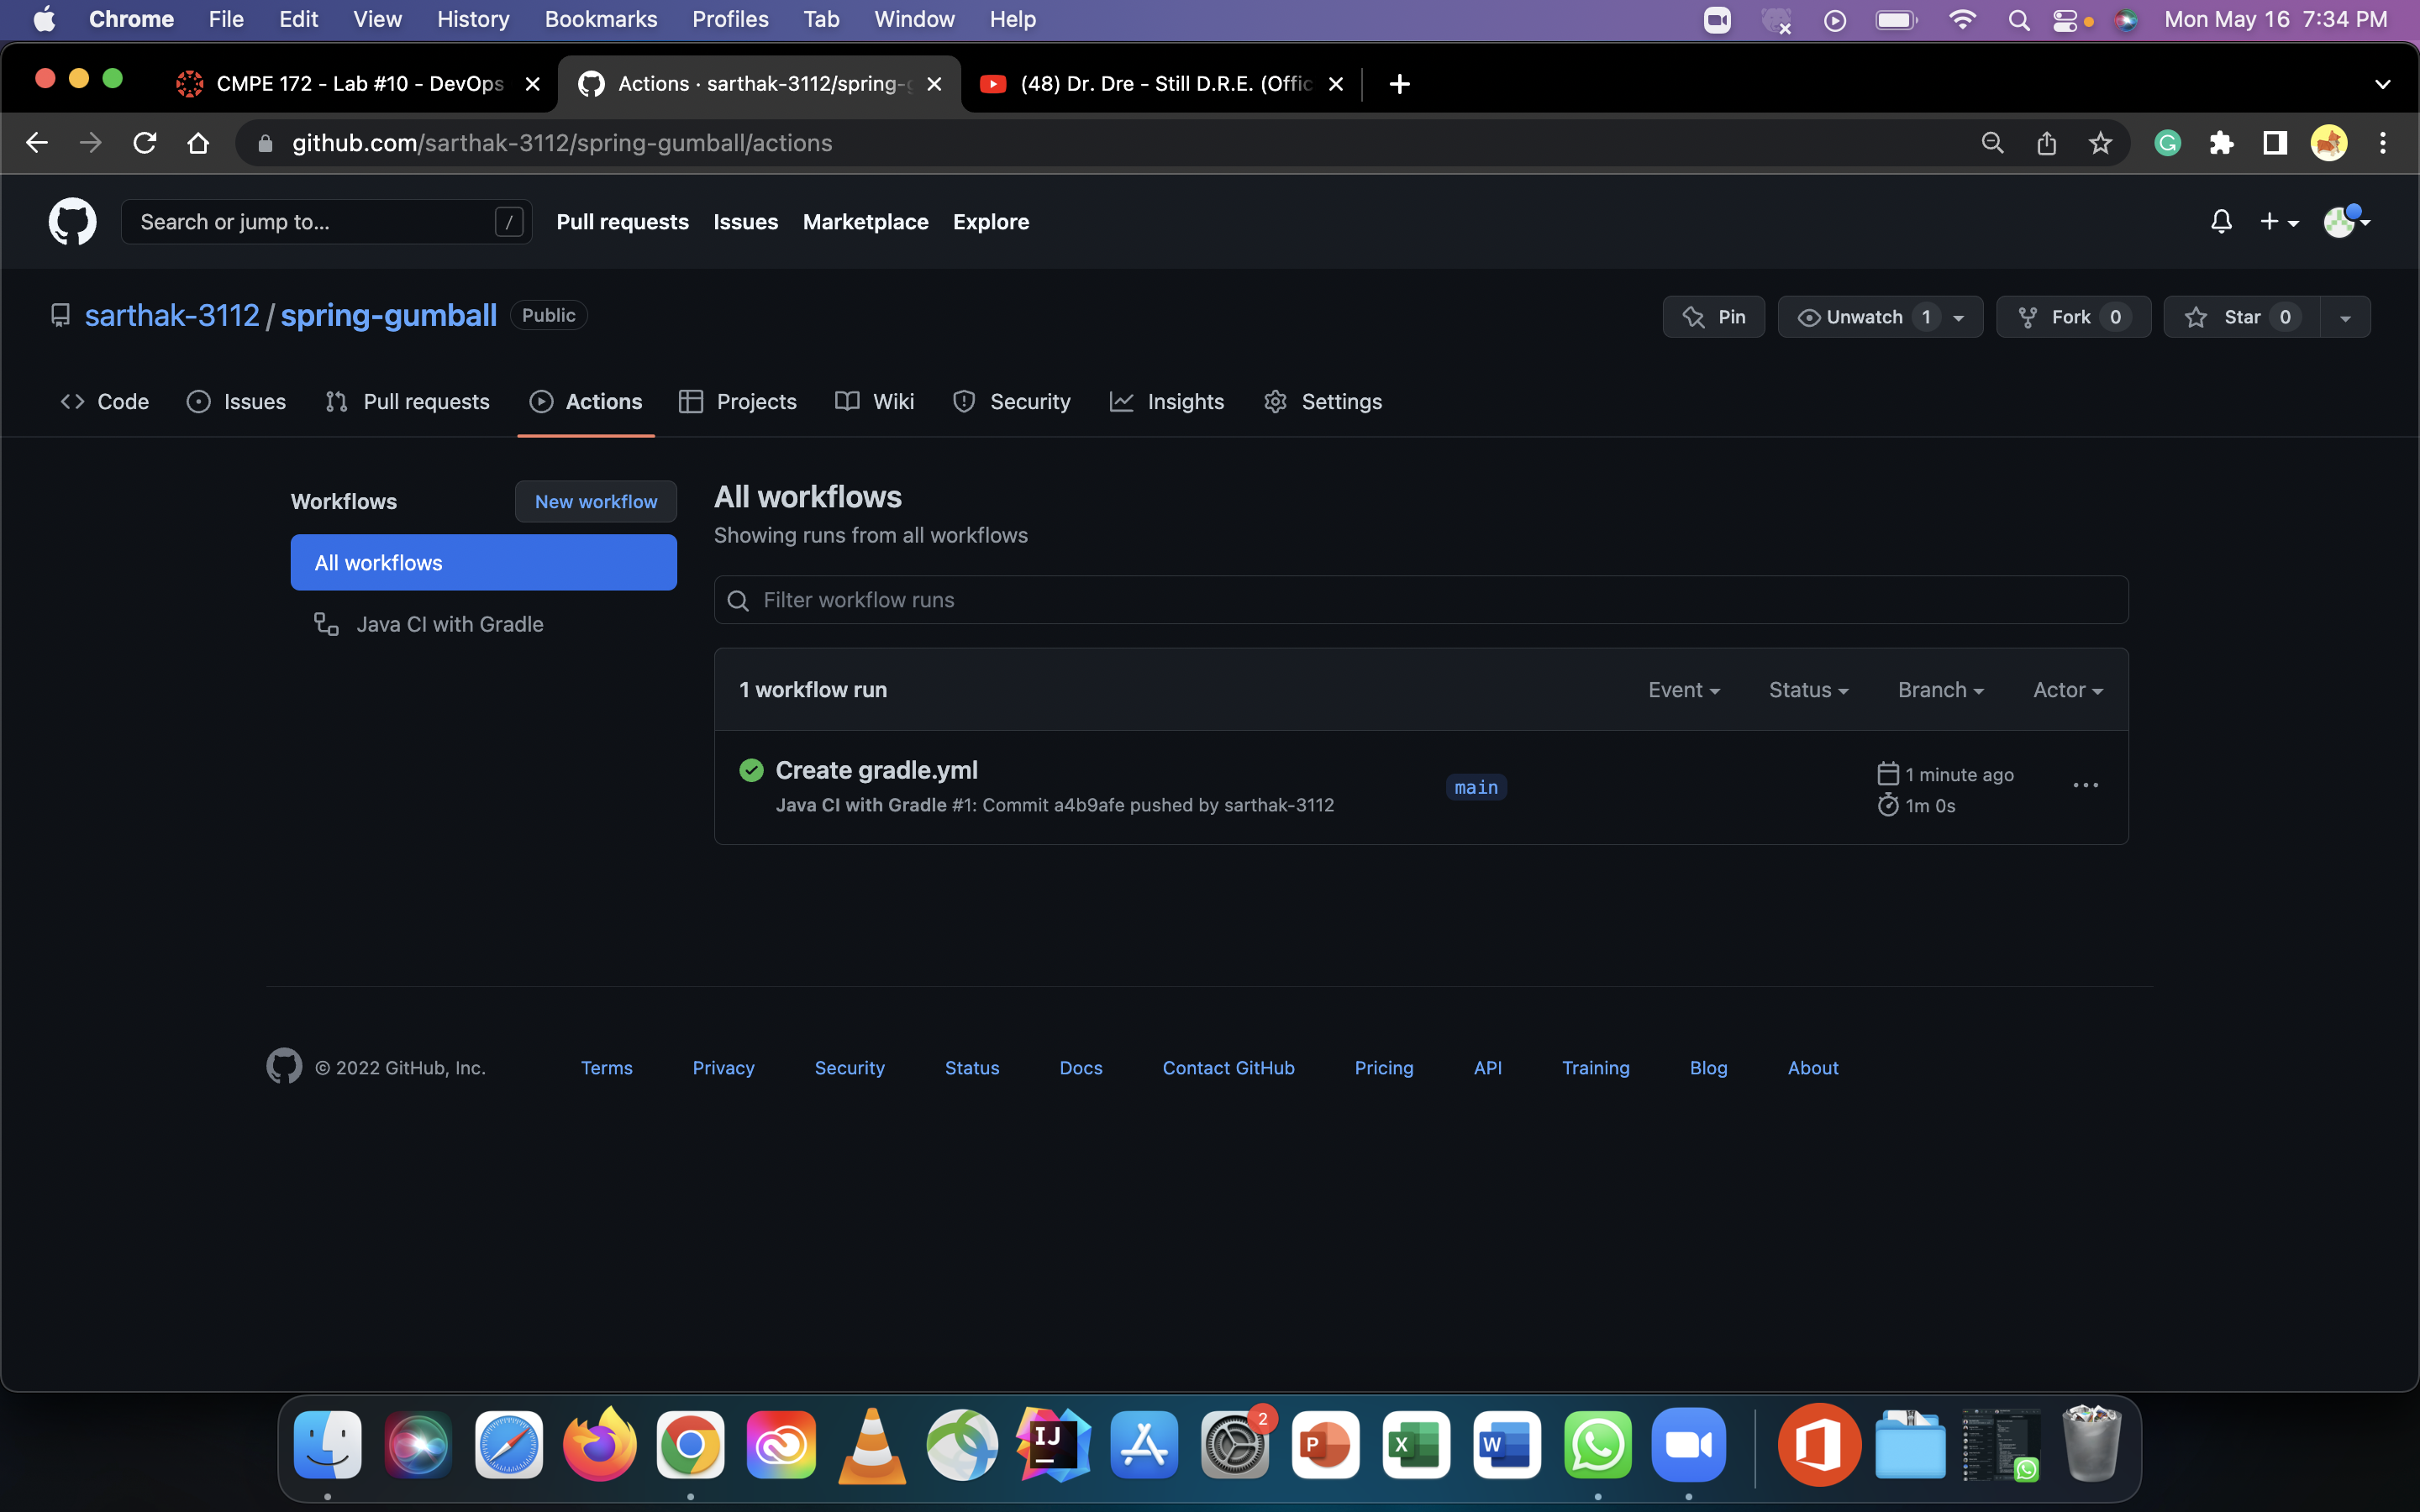 Chrome File Edit View History Bookmarks Profiles Tab Window Help Mon May 16 7:34 PM
CMPE 172 - Lab #10 - DevOps Actions · sarthak-3112/spring-g (48) Dr. Dre - Still D.R.E. (Offic
github.com/sarthak-3112/spring-gumball/actions
Search or jump to... / Pull requests Issues Marketplace Explore
sarthak-3112 / spring-gumball Public Pin Unwatch 1 Fork 0 Star 0
Code Issues Pull requests Actions Projects Wiki Security Insights Settings
Workflows New workflow
All workflows
Java CI with Gradle
All workflows
Showing runs from all workflows
Filter workflow runs
1 workflow run Event Status Branch Actor
Create gradle.yml
Java CI with Gradle #1: Commit a4b9afe pushed by sarthak-3112
main
1 minute ago
1m 0s
© 2022 GitHub, Inc. Terms Privacy Security Status Docs Contact GitHub Pricing API Training Blog About
IJ 2 P X W